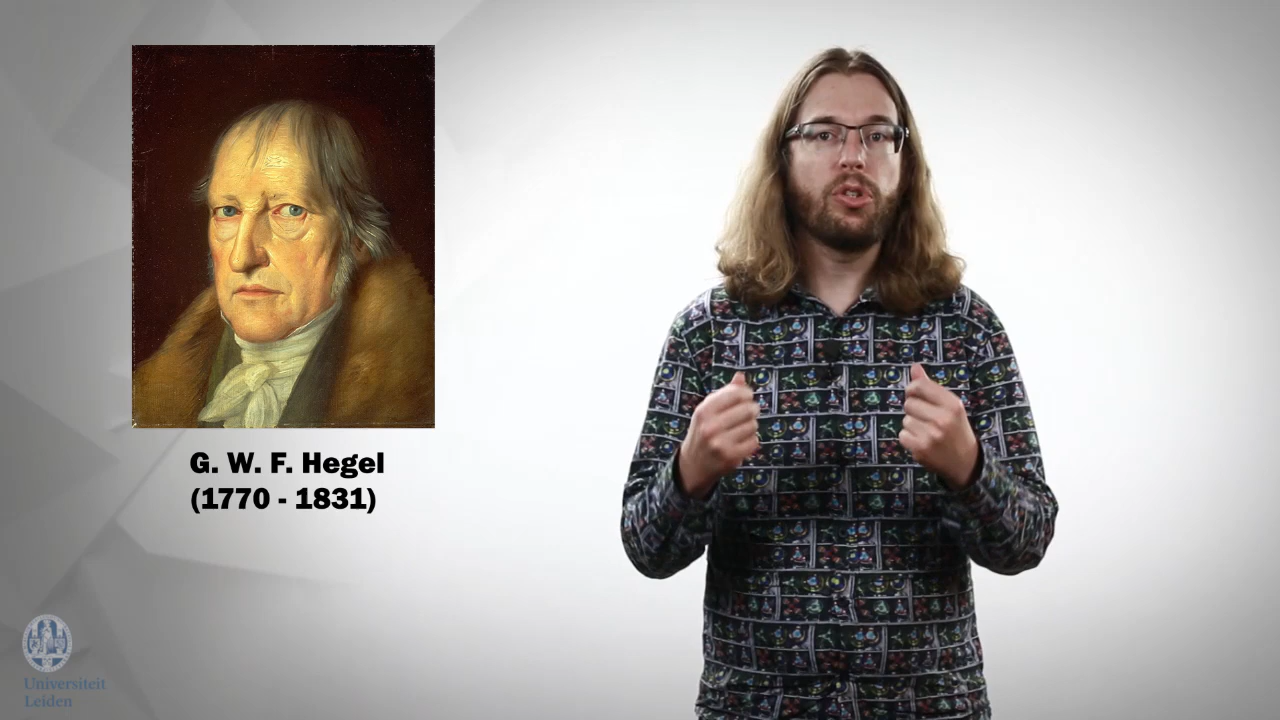 G. W. F. Hegel
(1770 - 1831)
Universiteit
Leiden